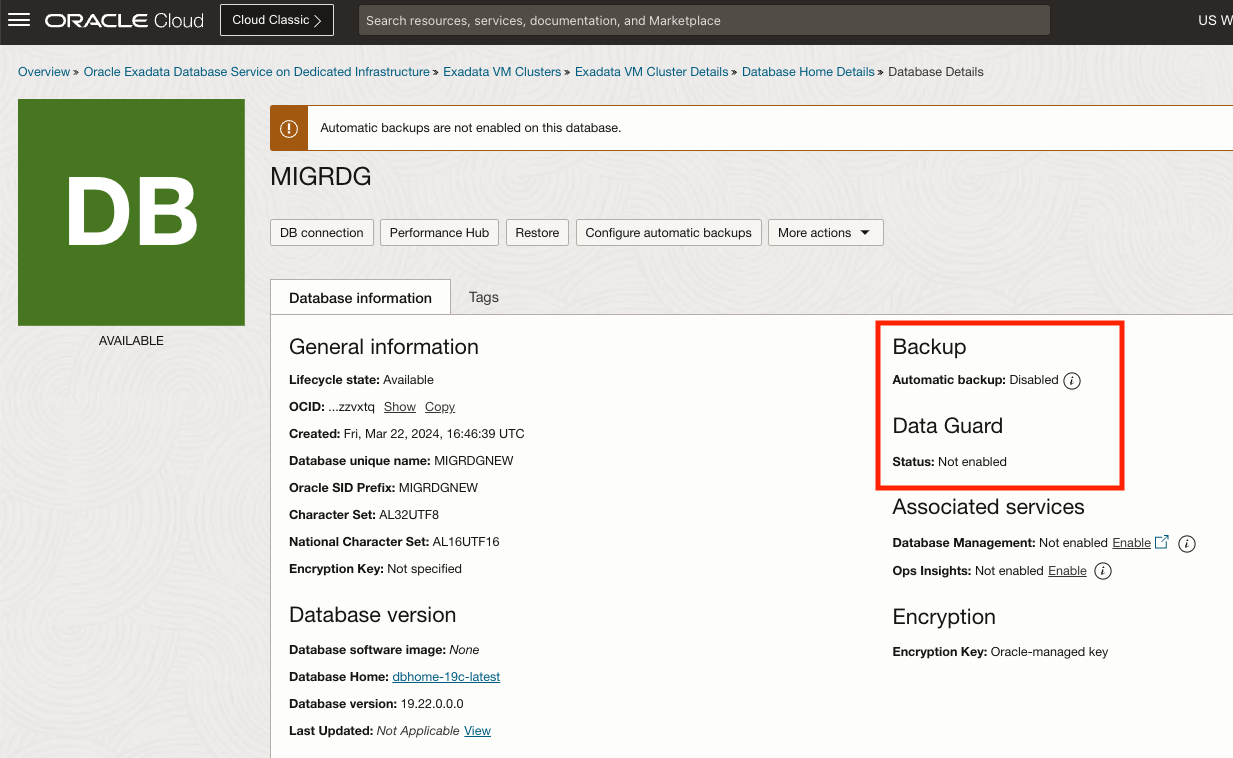 ORACLE Cloud
Cloud Classic
Search resources, services, documentation, and Marketplace
US W
Overview » Oracle Exadata Database Service on Dedicated Infrastructure » Exadata VM Clusters » Exadata VM Cluster Details » Database Home Details » Database Details
DB
AVAILABLE
Automatic backups are not enabled on this database.
MIGRDG
DB connection
Performance Hub
Restore
Configure automatic backups
More actions
Database information
Tags
General information
Lifecycle state: Available
OCID: ...zzvxtq Show Copy
Created: Fri, Mar 22, 2024, 16:46:39 UTC
Database unique name: MIGRDGNEW
Oracle SID Prefix: MIGRDGNEW
Character Set: AL32UTF8
National Character Set: AL16UTF16
Encryption Key: Not specified
Database version
Database software image: None
Database Home: dbhome-19c-latest
Database version: 19.22.0.0.0
Last Updated: Not Applicable View
Backup
Automatic backup: Disabled
Data Guard
Status: Not enabled
Associated services
Database Management: Not enabled Enable
Ops Insights: Not enabled Enable
Encryption
Encryption Key: Oracle-managed key